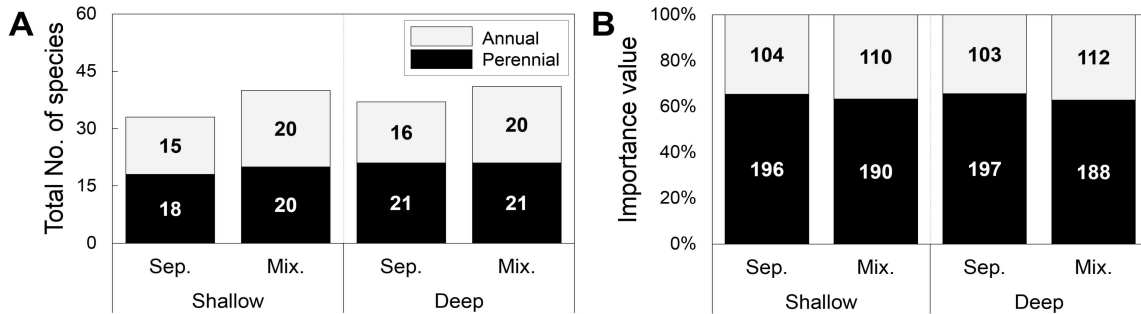 A
Total No. of species
60
45
30
15
0
Annual
Perennial
15
20
16
20
18
20
21
21
Sep.
Mix.
Sep.
Mix.
Shallow
Deep
B
Importance value
100%
80%
60%
40%
20%
0%
104
110
103
112
196
190
197
188
Sep.
Mix.
Sep.
Mix.
Shallow
Deep